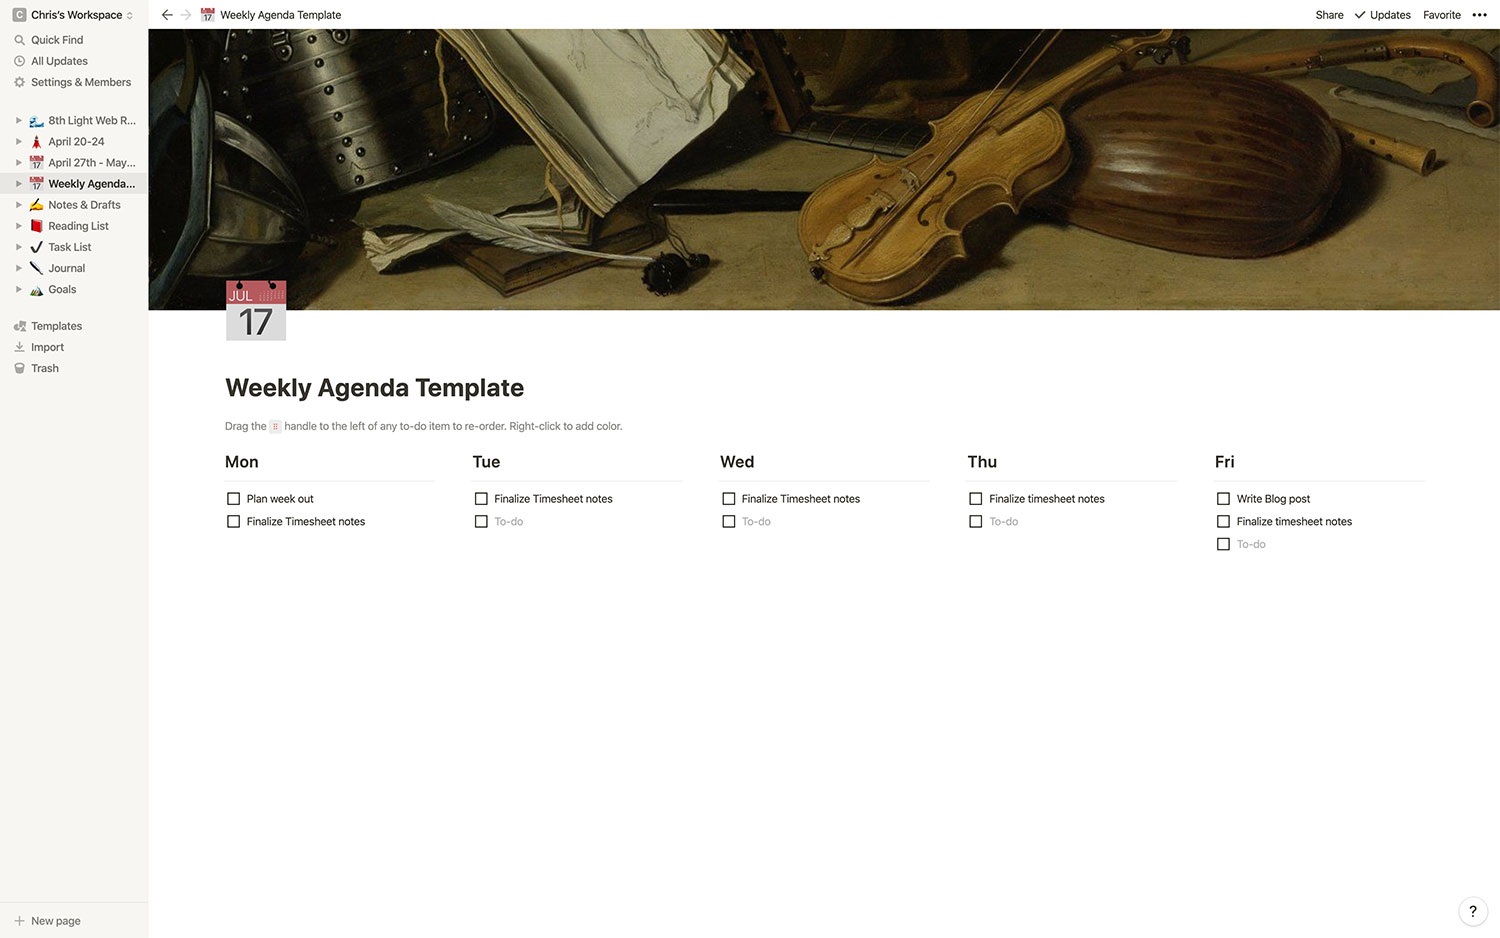 C Chris's Workspace
Weekly Agenda Template
Share Updates Favorite
Quick Find
All Updates
Settings & Members
8th Light Web R...
April 20-24
April 27th - May...
Weekly Agenda...
Notes & Drafts
Reading List
Task List
Journal
Goals
Templates
Import
Trash
New page
JUL
17
Weekly Agenda Template
Drag the ⠿ handle to the left of any to-do item to re-order. Right-click to add color.
Mon
Plan week out
Finalize Timesheet notes
Tue
Finalize Timesheet notes
To-do
Wed
Finalize Timesheet notes
To-do
Thu
Finalize timesheet notes
To-do
Fri
Write Blog post
Finalize timesheet notes
To-do
?